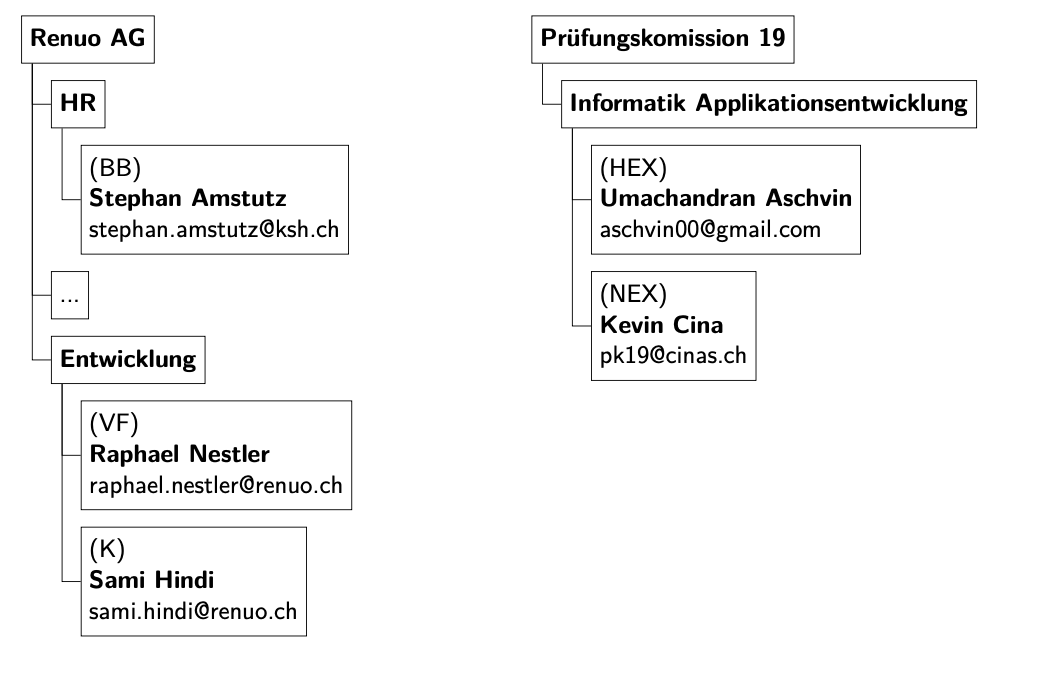 Renuo AG
HR
(BB)
Stephan Amstutz
stephan.amstutz@ksh.ch
...
Entwicklung
(VF)
Raphael Nestler
raphael.nestler@renuo.ch
(K)
Sami Hindi
sami.hindi@renuo.ch
Prüfungskomission 19
Informatik Applikationsentwicklung
(HEX)
Umachandran Aschvin
aschvin00@gmail.com
(NEX)
Kevin Cina
pk19@cinas.ch